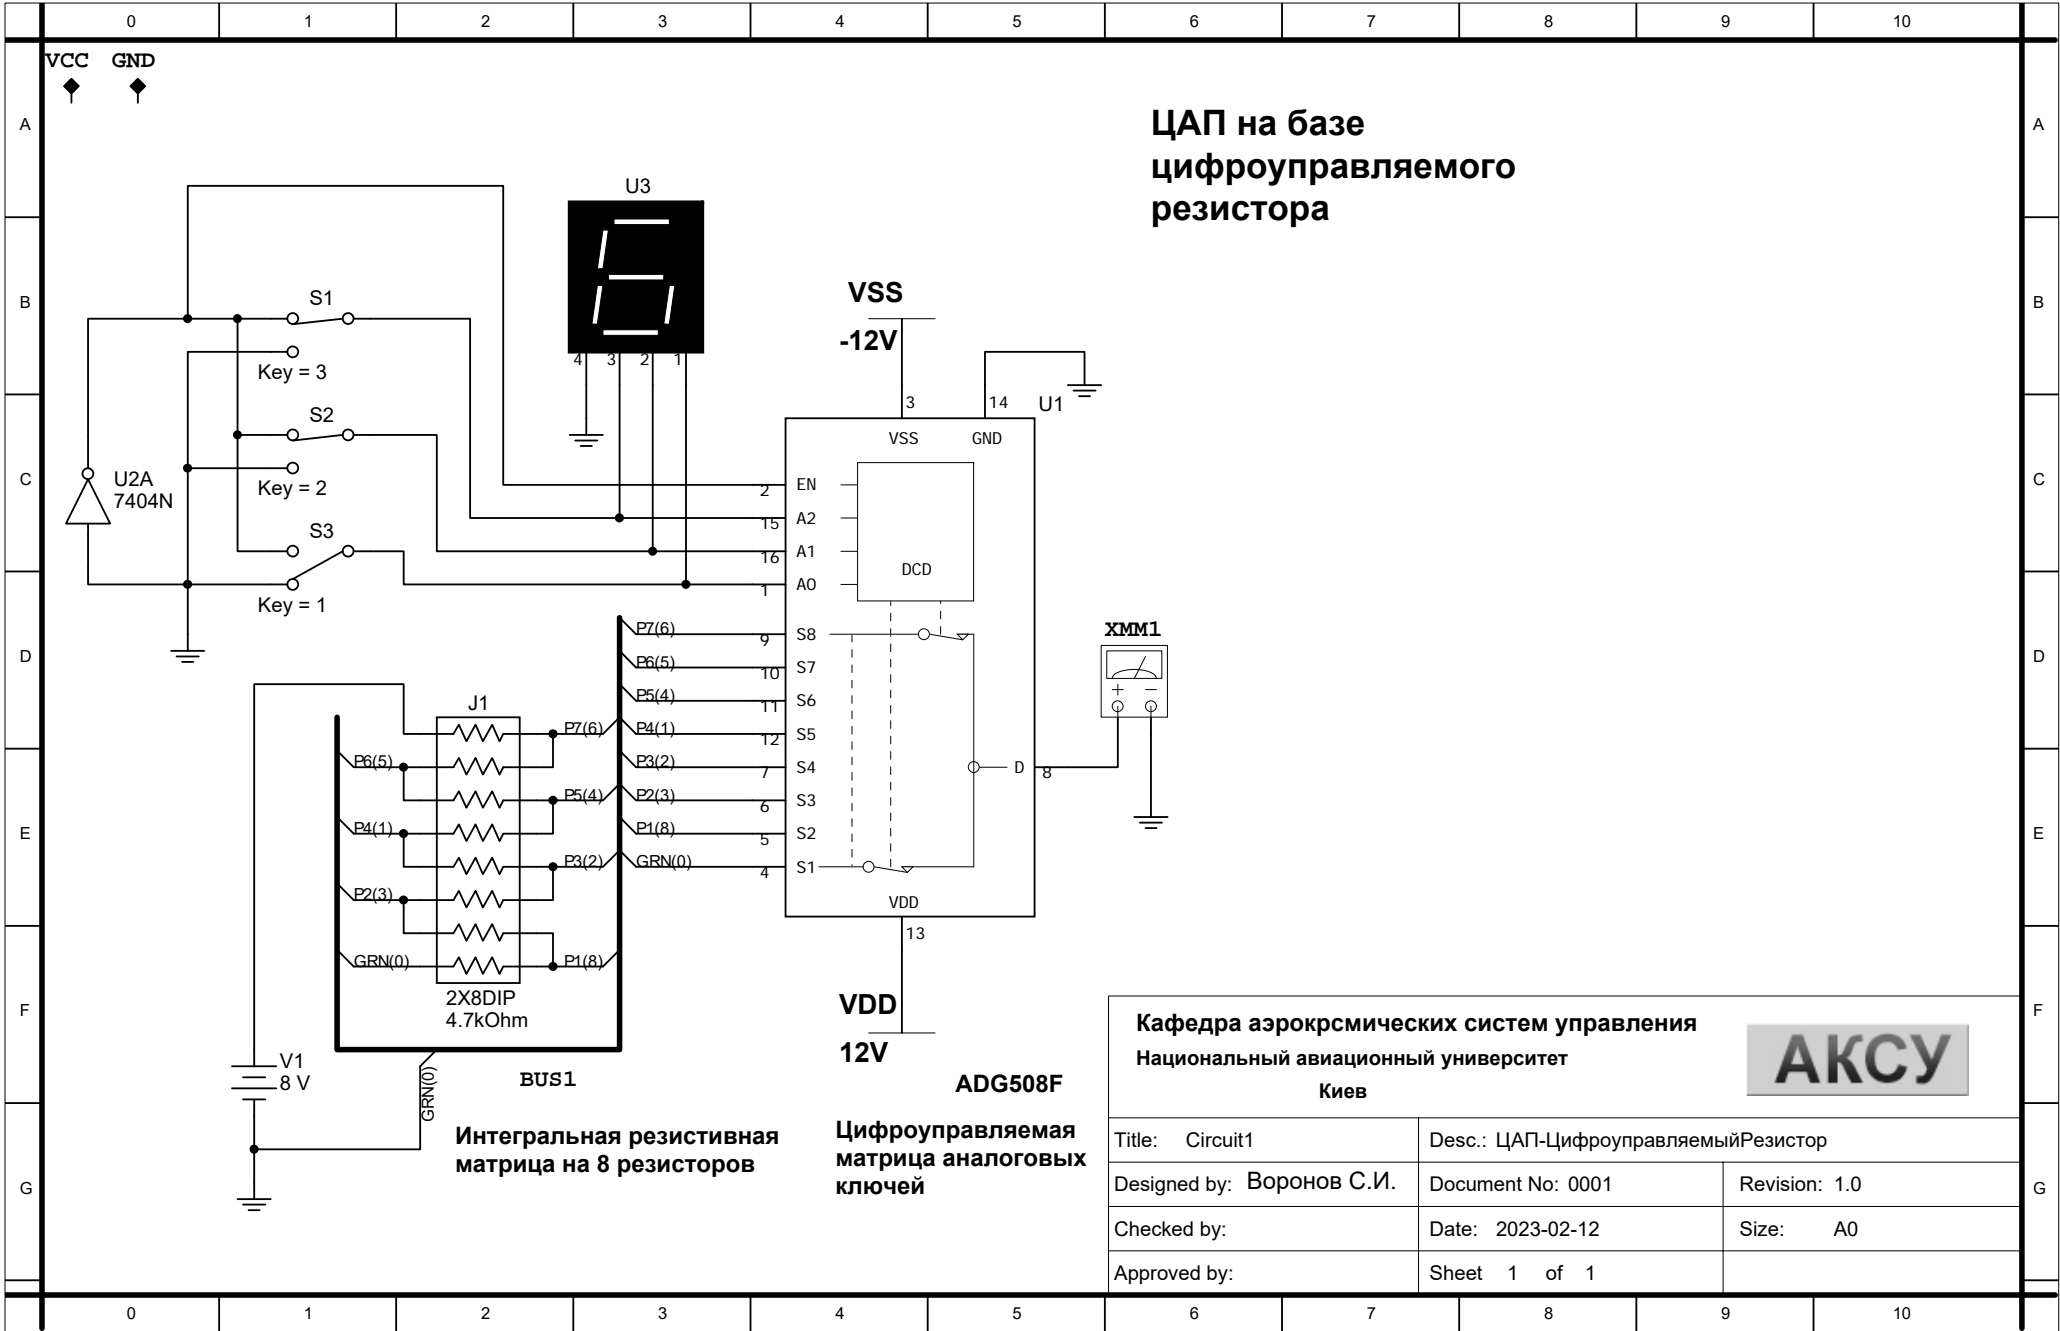 0 1 2 3 4 5 6 7 8 9 10
VCC GND
A A
ЦАП на базе
цифроуправляемого
резистора
U3
B B
S1
VSS
-12V
4 3 2 1
Key = 3
3 14 U1
S2
VSS GND
C C
U2A
7404N
Key = 2
2 EN
15 A2
S3
16 A1
DCD
1 A0
Key = 1
P7(6) 9 S8
XMM1
D D
P6(5) 10 S7
+ −
P5(4) 11 S6
J1
P7(6) P4(1) 12 S5
P6(5) P3(2) 7 S4 D 8
P5(4) P2(3) 6 S3
E E
P4(1) P1(8) 5 S2
P3(2) GRN(0) 4 S1
P2(3)
VDD
13
GRN(0) P1(8)
2X8DIP
4.7kOhm
VDD
12V
F F
V1
8 V
GRN(0)
BUS1
ADG508F
Интегральная резистивная
матрица на 8 резисторов
Цифроуправляемая
матрица аналоговых
ключей
Кафедра аэрокрсмических систем управления
Национальный авиационный университет
Киев
АКСУ
Title: Circuit1 Desc.: ЦАП-ЦифроуправляемыйРезистор
G G
Designed by: Воронов С.И. Document No: 0001 Revision: 1.0
Checked by: Date: 2023-02-12 Size: A0
Approved by: Sheet 1 of 1
0 1 2 3 4 5 6 7 8 9 10